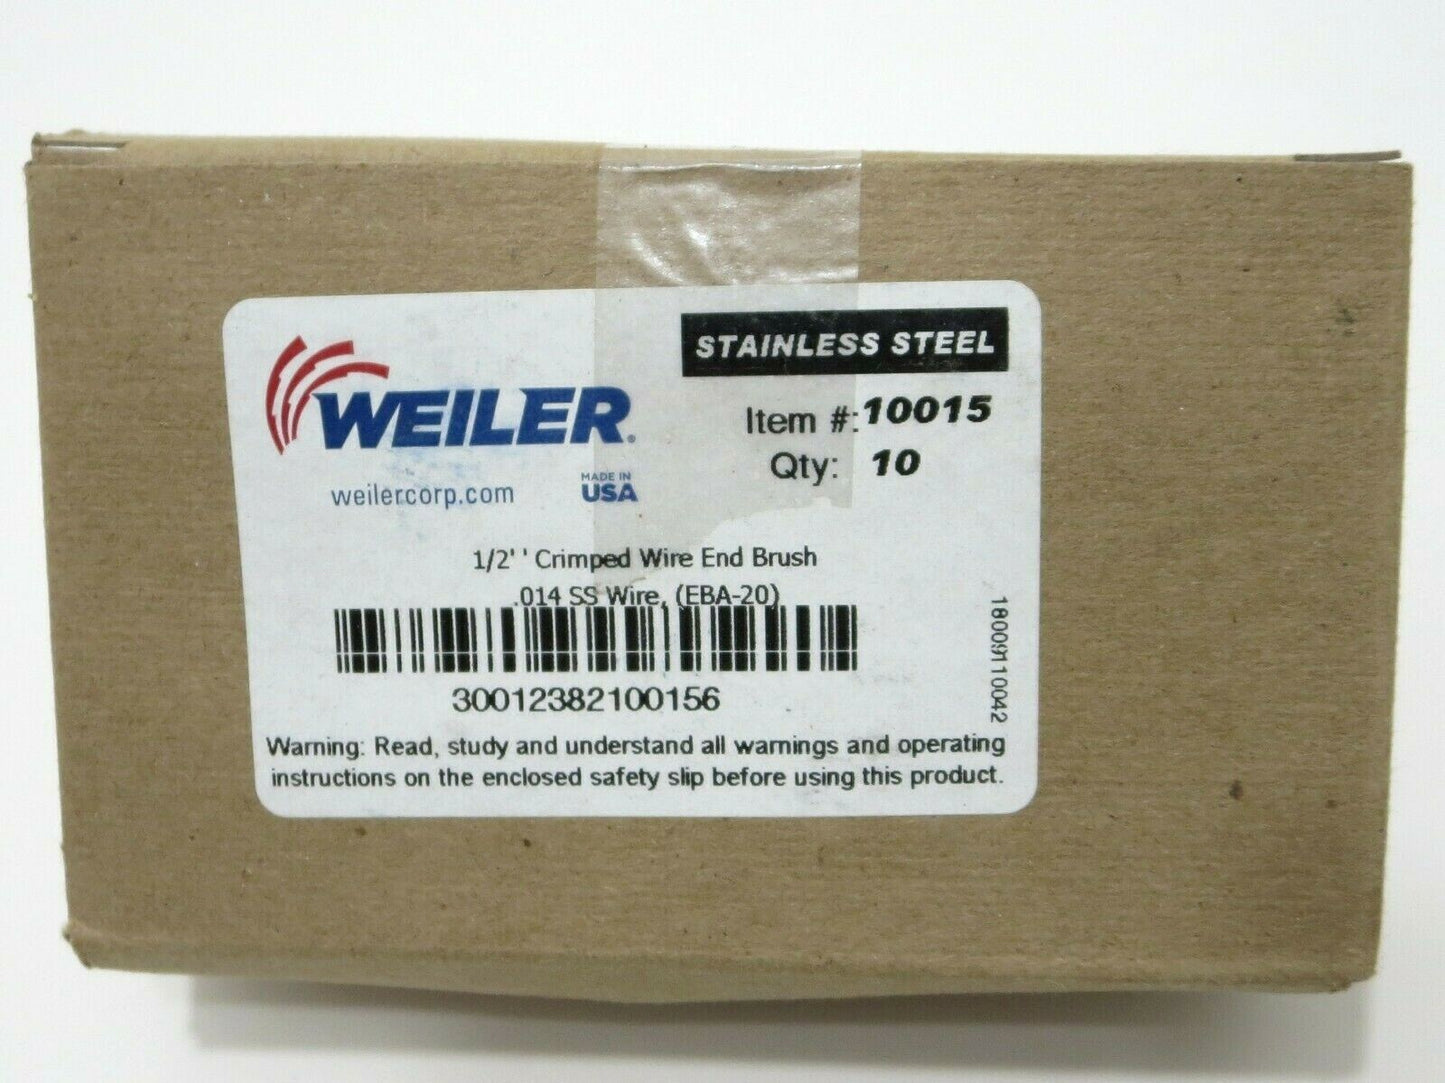 STAINLESS STEEL
WEILER®
Item #: 10015
Qty: 10
weilercorp.com
MADE IN
USA
1/2' ' Crimped Wire End Brush
.014 SS Wire, (EBA-20)
30012382100156
18009110042
Warning: Read, study and understand all warnings and operating
instructions on the enclosed safety slip before using this product.